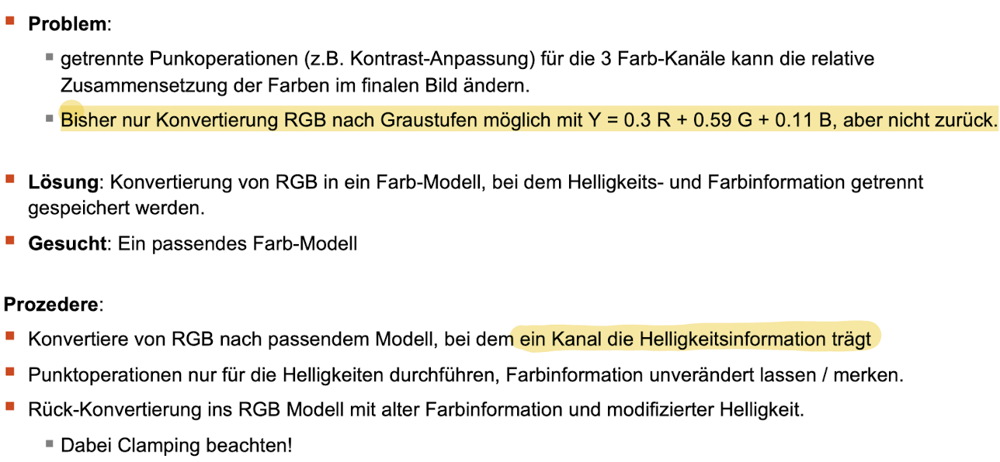 Problem:
getrennte Punkoperationen (z.B. Kontrast-Anpassung) für die 3 Farb-Kanäle kann die relative
Zusammensetzung der Farben im finalen Bild ändern.
Bisher nur Konvertierung RGB nach Graustufen möglich mit Y = 0.3 R + 0.59 G + 0.11 B, aber nicht zurück.
Lösung: Konvertierung von RGB in ein Farb-Modell, bei dem Helligkeits- und Farbinformation getrennt
gespeichert werden.
Gesucht: Ein passendes Farb-Modell
Prozedere:
Konvertiere von RGB nach passendem Modell, bei dem ein Kanal die Helligkeitsinformation trägt
Punktoperationen nur für die Helligkeiten durchführen, Farbinformation unverändert lassen / merken.
Rück-Konvertierung ins RGB Modell mit alter Farbinformation und modifizierter Helligkeit.
Dabei Clamping beachten!